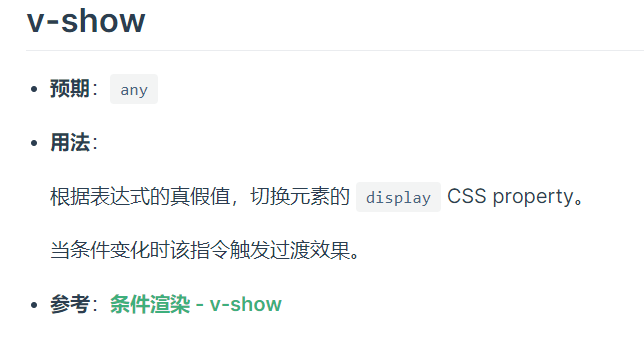 v-show
预期： any
用法：
根据表达式的真假值，切换元素的 display CSS property。
当条件变化时该指令触发过渡效果。
参考：条件渲染 - v-show